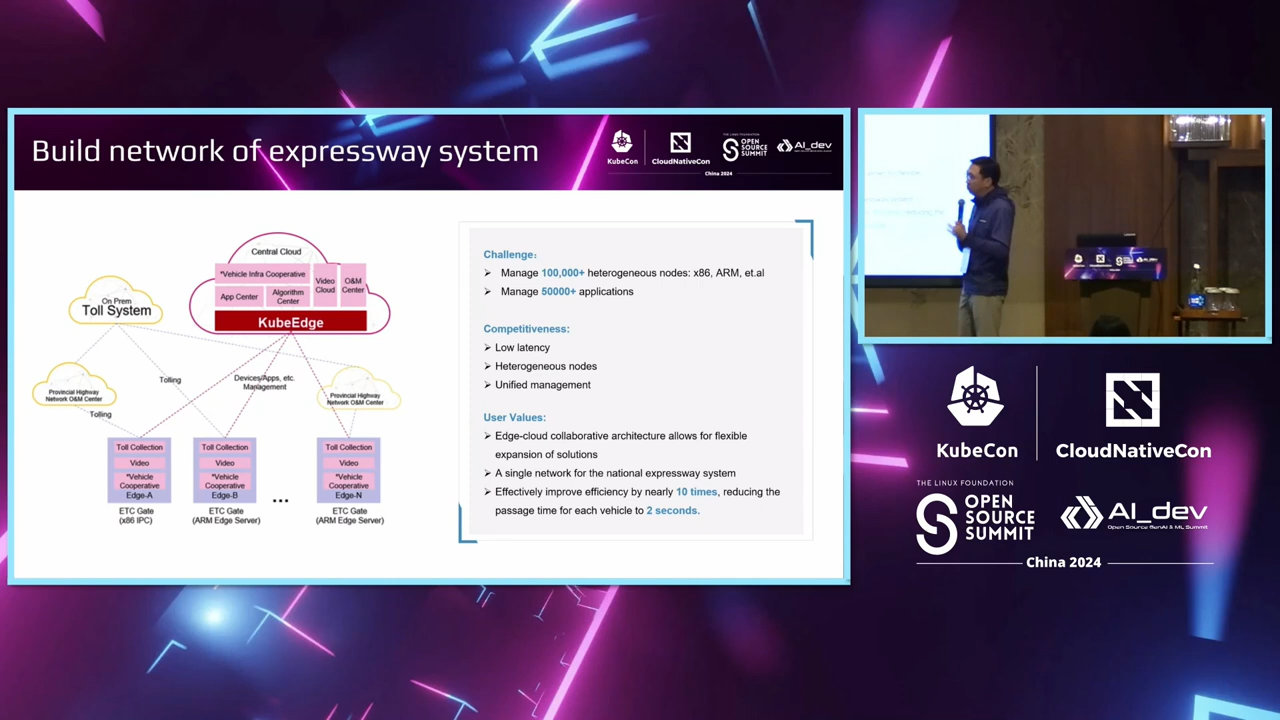 Build network of expressway system
KubeCon
CloudNativeCon
THE LINUX FOUNDATION
OPEN
SOURCE
SUMMIT
AI_dev
China 2024
Central Cloud
*Vehicle Infra Cooperative
Video
Cloud
O&M
Center
App Center
Algorithm
Center
KubeEdge
On Prem
Toll System
Provincial Highway
Network O&M Center
Tolling
Tolling
Devices/Apps, etc.
Management
Provincial Highway
Network O&M Center
Toll Collection
Video
*Vehicle
Cooperative
Edge-A
ETC Gate
(x86 IPC)
Toll Collection
Video
*Vehicle
Cooperative
Edge-B
ETC Gate
(ARM Edge Server)
...
Toll Collection
Video
*Vehicle
Cooperative
Edge-N
ETC Gate
(ARM Edge Server)
Challenge:
➢ Manage 100,000+ heterogeneous nodes: x86, ARM, et.al
➢ Manage 50000+ applications
Competitiveness:
➢ Low latency
➢ Heterogeneous nodes
➢ Unified management
User Values:
➢ Edge-cloud collaborative architecture allows for flexible
expansion of solutions
➢ A single network for the national expressway system
➢ Effectively improve efficiency by nearly 10 times, reducing the
passage time for each vehicle to 2 seconds.
KubeCon
CloudNativeCon
THE LINUX FOUNDATION
OPEN
SOURCE
SUMMIT
AI_dev
Open Source GenAI & ML Summit
China 2024